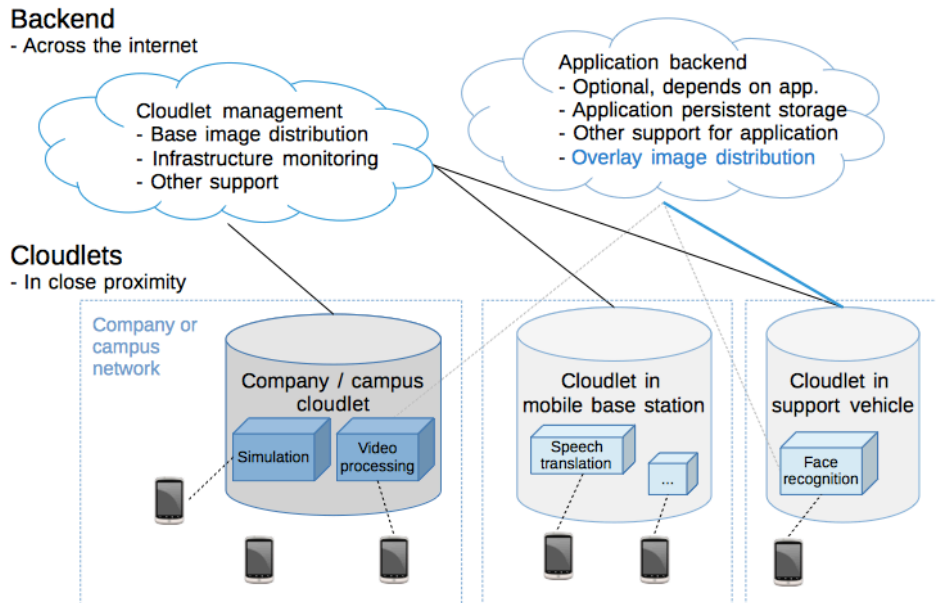 Backend
- Across the internet
Cloudlet management
- Base image distribution
- Infrastructure monitoring
- Other support
Application backend
- Optional, depends on app.
- Application persistent storage
- Other support for application
- Overlay image distribution
Cloudlets
- In close proximity
Company or
campus
network
Company / campus
cloudlet
Simulation
Video
processing
Cloudlet in
mobile base station
Speech
translation
...
Cloudlet in
support vehicle
Face
recognition